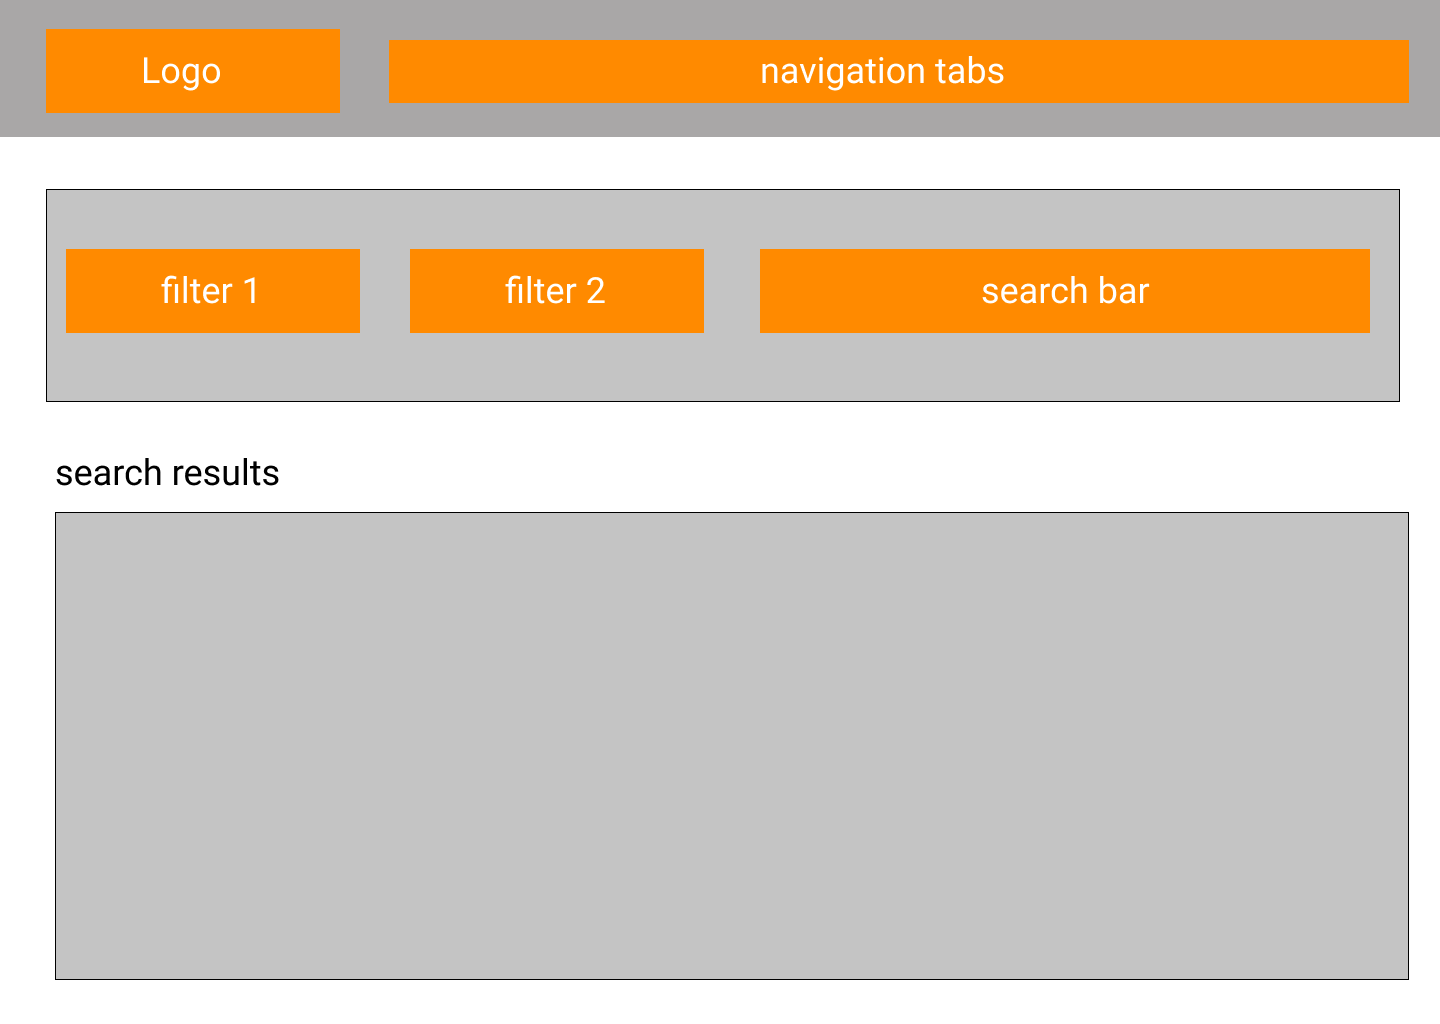 Logo
navigation tabs
filter 1
filter 2
search bar
search results